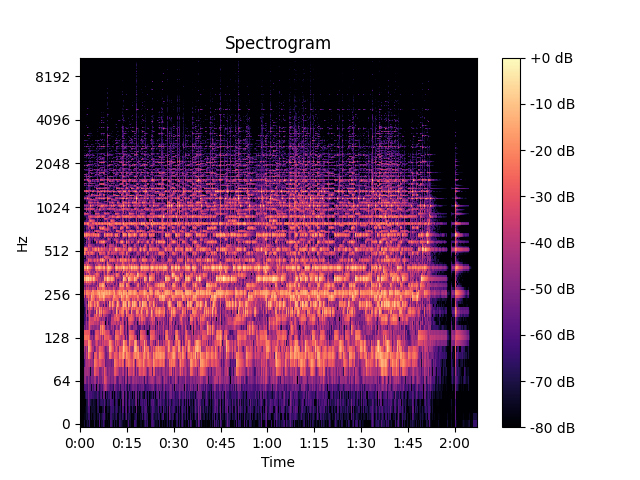 Spectrogram
Hz
8192
4096
2048
1024
512
256
128
64
0
0:00 0:15 0:30 0:45 1:00 1:15 1:30 1:45 2:00
Time
+0 dB
-10 dB
-20 dB
-30 dB
-40 dB
-50 dB
-60 dB
-70 dB
-80 dB